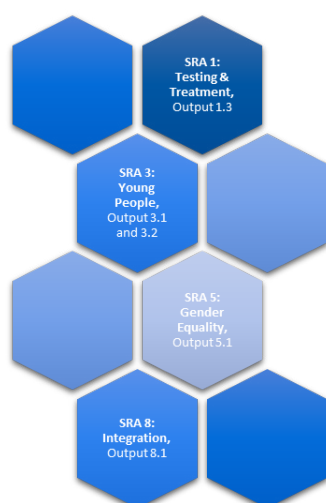 SRA 1:
Testing &
Treatment,
Output 1.3
SRA 3:
Young
People,
Output 3.1
and 3.2
SRA 5:
Gender
Equality,
Output 5.1
SRA 8:
Integration,
Output 8.1